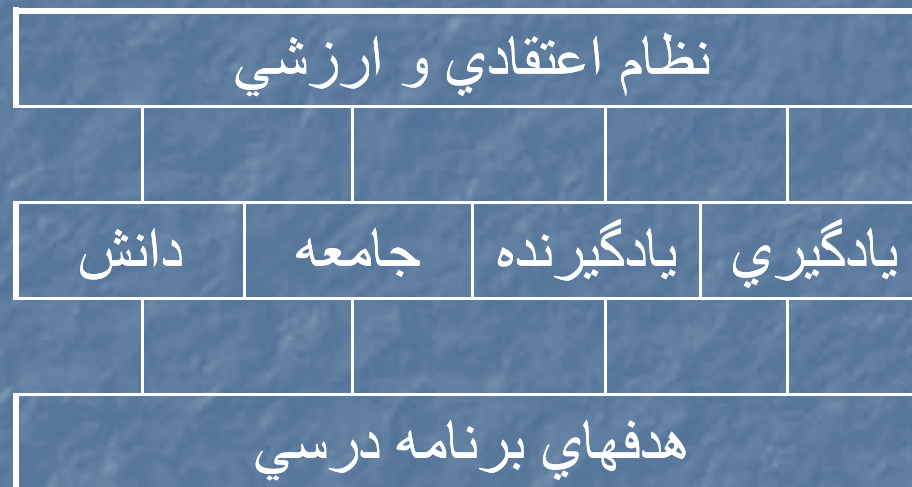 نظام اعتقادي و ارزشي
يادگيري يادگيرنده جامعه دانش
هدفهاي برنامه درسي